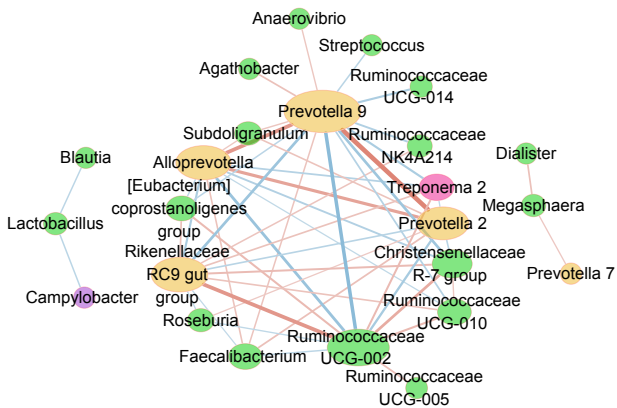 Anaerovibrio
Streptococcus
Agathobacter
Ruminococcaceae
UCG-014
Prevotella 9
Subdoligranulum
Ruminococcaceae
NK4A214
Blautia
Alloprevotella
Dialister
[Eubacterium]
coprostanoligenes
group
Treponema 2
Megasphaera
Lactobacillus
Prevotella 2
Rikenellaceae
RC9 gut
group
Christensenellaceae
R-7 group
Prevotella 7
Campylobacter
Ruminococcaceae
UCG-010
Roseburia
Ruminococcaceae
UCG-002
Faecalibacterium
Ruminococcaceae
UCG-005